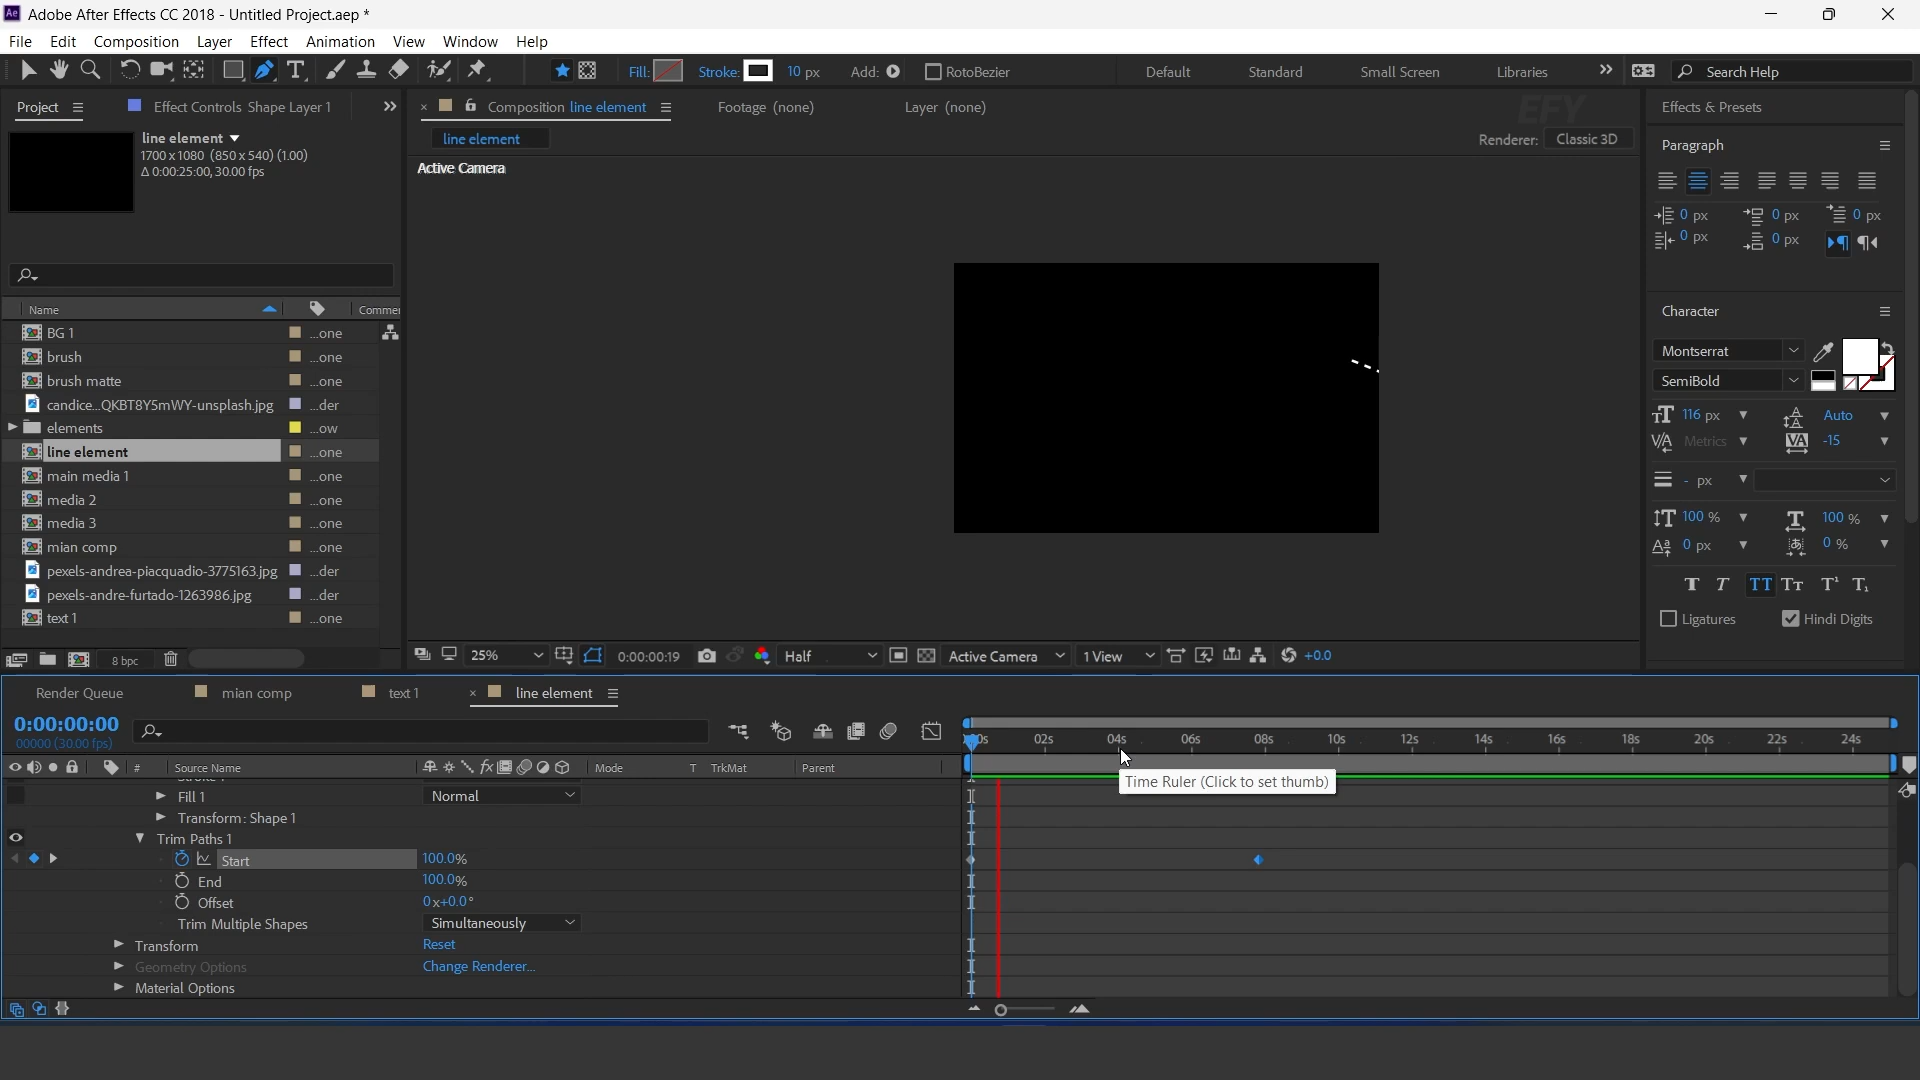 Ae Adobe After Effects CC 2018 - Untitled Project.aep *
File Edit Composition Layer Effect Animation View Window Help
Fill: Stroke: 10 px Add: RotoBezier Default Standard Small Screen Libraries Search Help
Project Effect Controls Shape Layer 1 Composition line element Footage (none) Layer (none) Effects & Presets
EFY
line element Renderer: Classic 3D
line element
1700 x 1080 (850 x 540) (1.00)
Δ 0:00:25:00, 30.00 fps
Active Camera
Name Commer
BG 1 ...one
brush ...one
brush matte ...one
candice...QKBT8Y5mWY-unsplash.jpg ...der
elements ...ow
line element ...one
main media 1 ...one
media 2 ...one
media 3 ...one
mian comp ...one
pexels-andrea-piacquadio-3775163.jpg ...der
pexels-andre-furtado-1263986.jpg ...der
text 1 ...one
8 bpc
25% 0:00:00:19 Half Active Camera 1 View +0.0
Paragraph
0 px 0 px 0 px
0 px 0 px
Character
Montserrat
SemiBold
116 px Auto
Metrics -15
- px
100 % 100 %
0 px 0 %
T T TT Tt T¹ T₁
Ligatures Hindi Digits
Render Queue mian comp text 1 line element
0:00:00:00
00000 (30.00 fps)
02s 04s 06s 08s 10s 12s 14s 16s 18s 20s 22s 24s
# Source Name Mode T TrkMat Parent
Time Ruler (Click to set thumb)
Fill 1 Normal
Transform: Shape 1
Trim Paths 1
Start 100.0%
End 100.0%
Offset 0x+0.0°
Trim Multiple Shapes Simultaneously
Transform Reset
Geometry Options Change Renderer...
Material Options